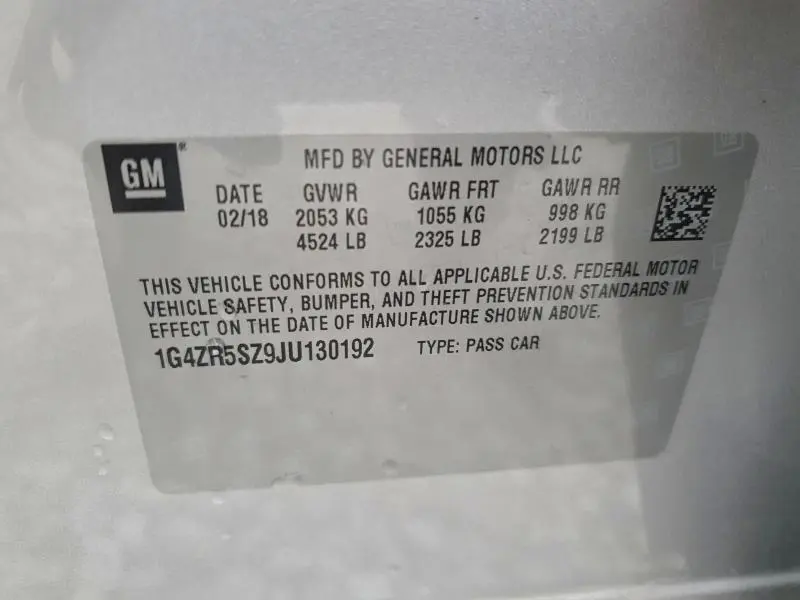 GM®
MFD BY GENERAL MOTORS LLC
DATE GVWR GAWR FRT GAWR RR
02/18 2053 KG 1055 KG 998 KG
4524 LB 2325 LB 2199 LB
THIS VEHICLE CONFORMS TO ALL APPLICABLE U.S. FEDERAL MOTOR
VEHICLE SAFETY, BUMPER, AND THEFT PREVENTION STANDARDS IN
EFFECT ON THE DATE OF MANUFACTURE SHOWN ABOVE.
1G4ZR5SZ9JU130192 TYPE: PASS CAR